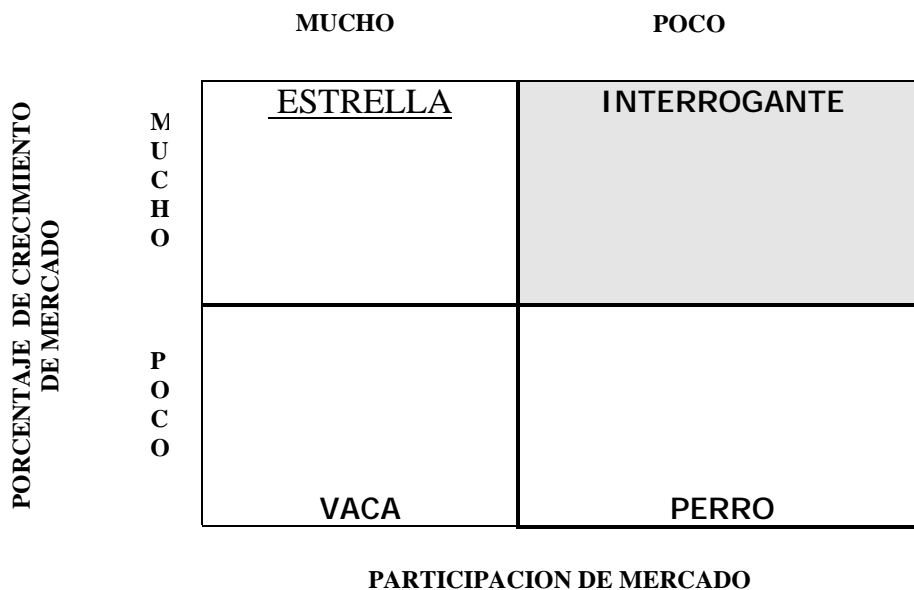 MUCHO POCO
ESTRELLA INTERROGANTE
MUCHO
PORCENTAJE DE CRECIMIENTO
DE MERCADO
POCO
VACA PERRO
PARTICIPACION DE MERCADO